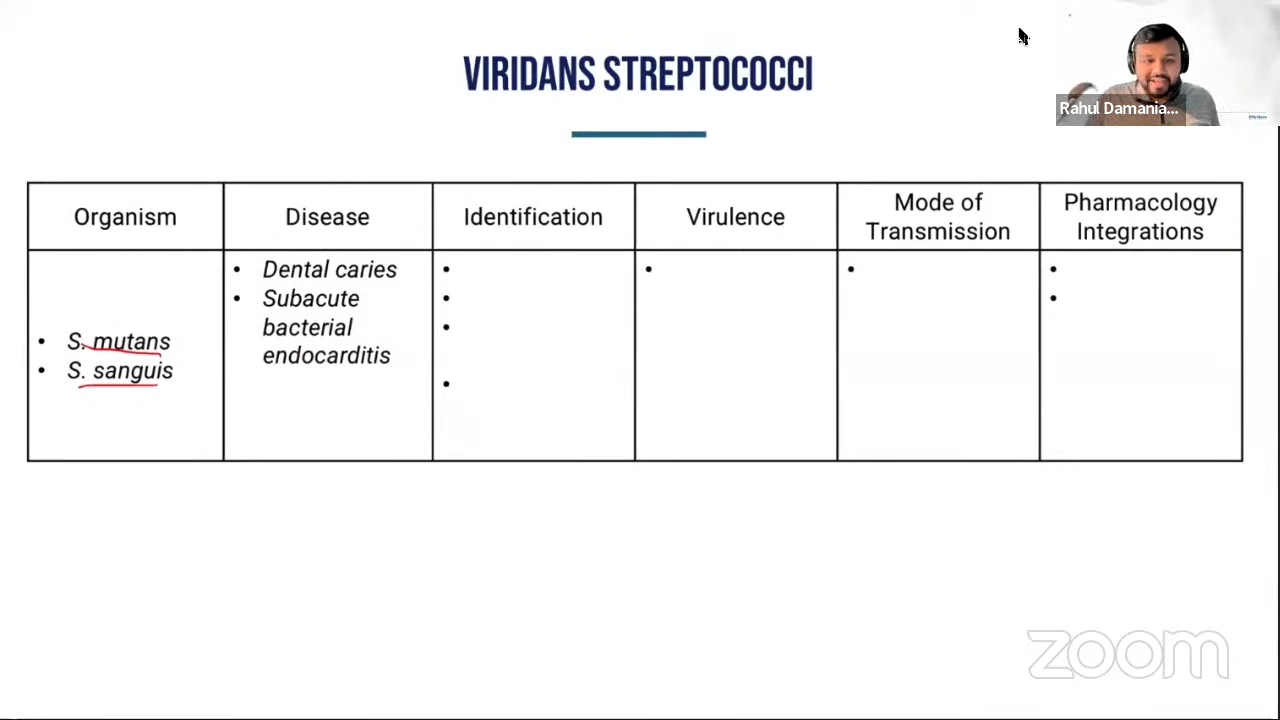 VIRIDANS STREPTOCOCCI
Rahul Damania...
Organism
Disease
Identification
Virulence
Mode of
Transmission
Pharmacology
Integrations
• S. mutans
• S. sanguis
• Dental caries
• Subacute
bacterial
endocarditis
zoom